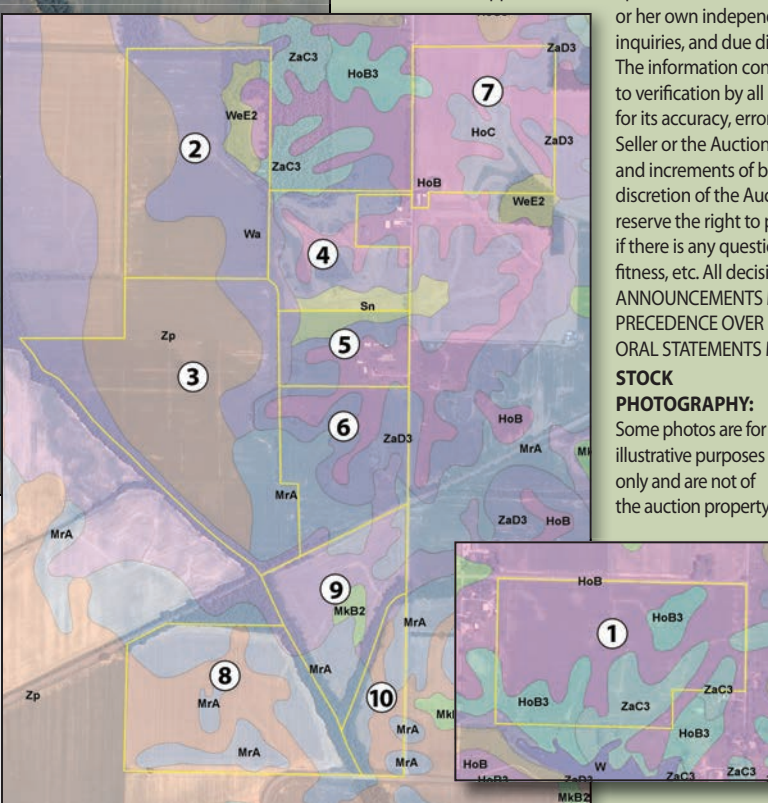 or her own independ
inquiries, and due di
The information con
to verification by all
for its accuracy, error
Seller or the Auction
and increments of b
discretion of the Auc
reserve the right to p
if there is any questi
fitness, etc. All decisi
ANNOUNCEMENTS
PRECEDENCE OVER
ORAL STATEMENTS
STOCK
PHOTOGRAPHY:
Some photos are for
illustrative purposes
only and are not of
the auction property
ZaC3
HoB3
7
ZaD3
WeE2
2
HoC
ZaD3
ZaC3
HoB
WeE2
Wa
4
Sn
Zp
5
3
6
ZaD3
HoB
MrA
MrA
ZaD3
HoB
MrA
9
MkB2
MrA
MrA
8
10
Zp
MrA
MrA
MrA
MrA
HoB
HoB3
1
HoB3
ZaC3
ZaC3
HoB3
HoB
W
HoB3
ZaD3
ZaC3
ZaC3
MkB2